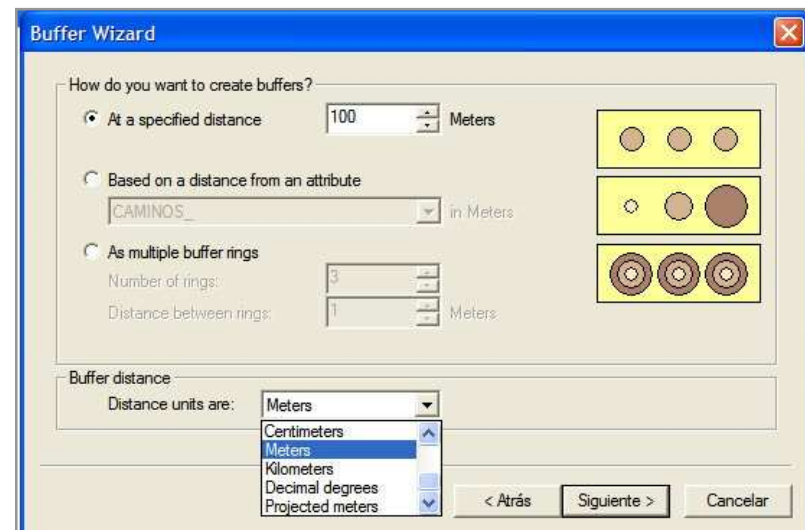 Buffer Wizard
How do you want to create buffers?
At a specified distance 100 Meters
Based on a distance from an attribute
CAMINOS_ in Meters
As multiple buffer rings
Number of rings: 3
Distance between rings: 1 Meters
Buffer distance
Distance units are: Meters
Centimeters
Meters
Kilometers
Decimal degrees
Projected meters
< Atrás Siguiente > Cancelar